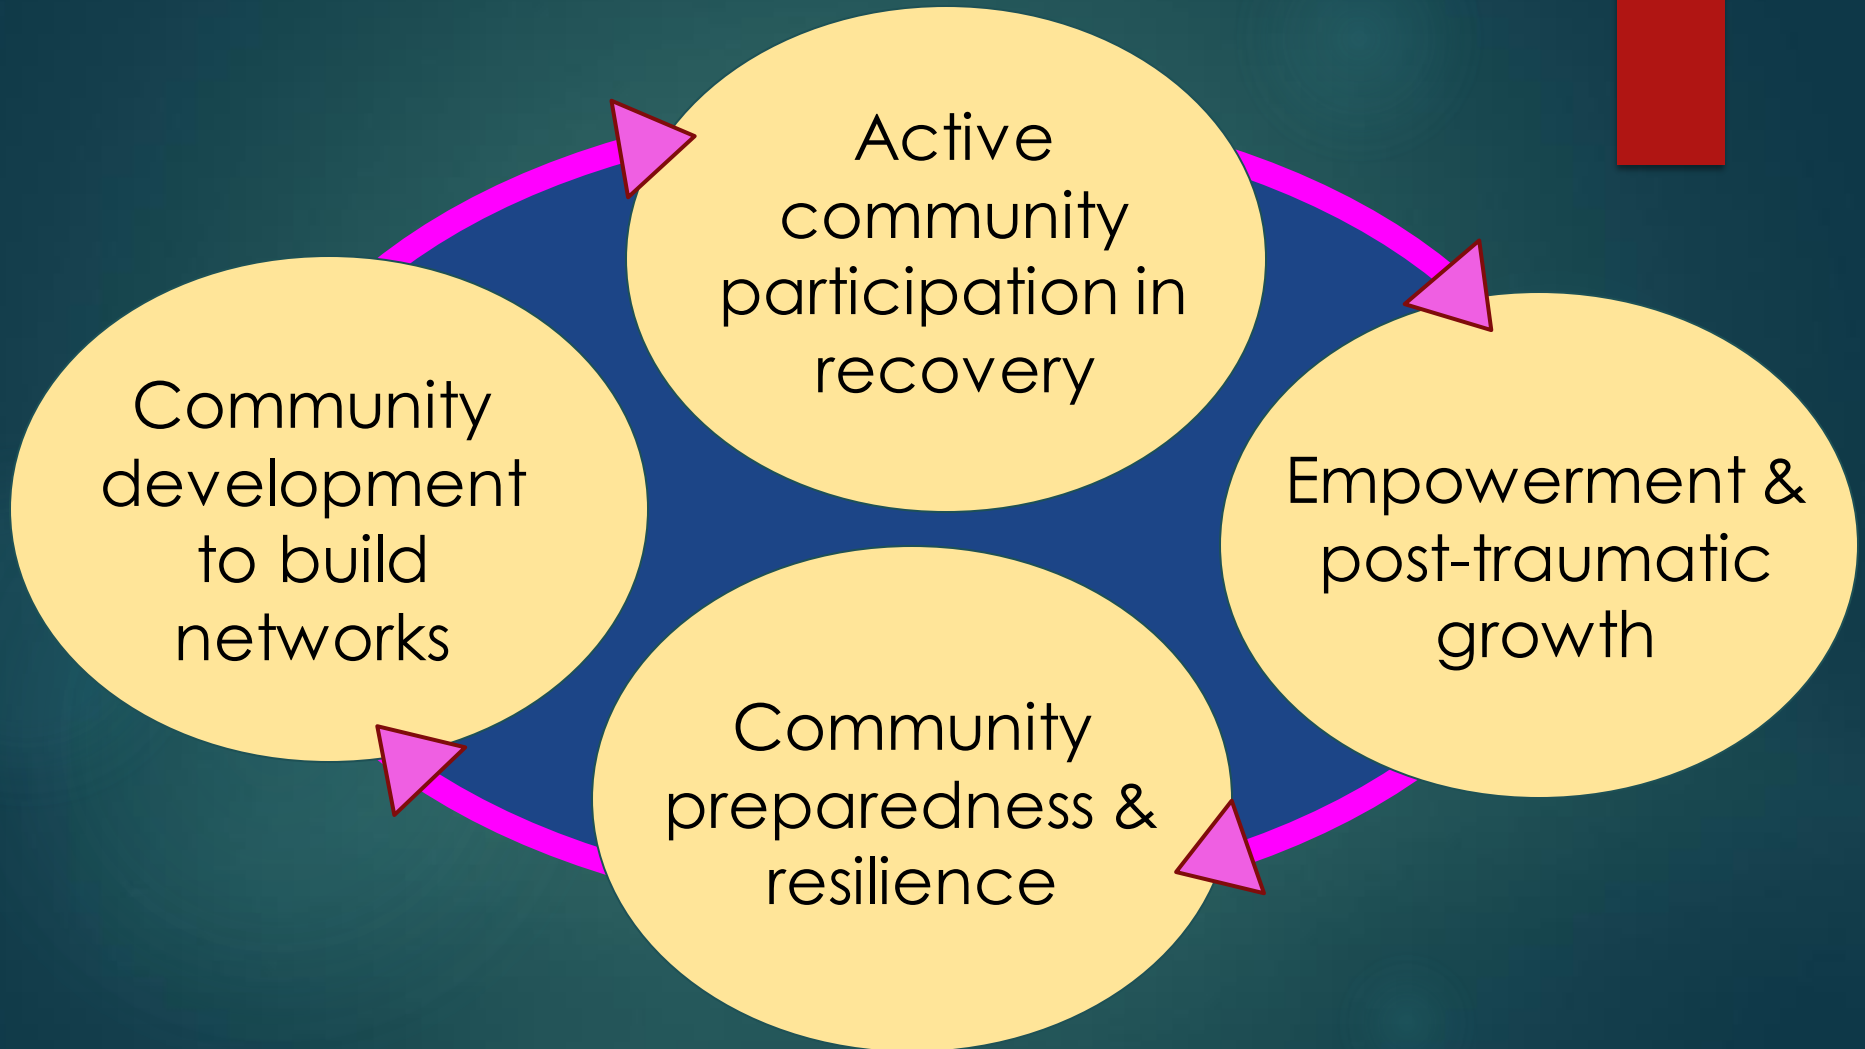 Active
community
participation in
recovery
Community
development
to build
networks
Empowerment &
post-traumatic
growth
Community
preparedness &
resilience